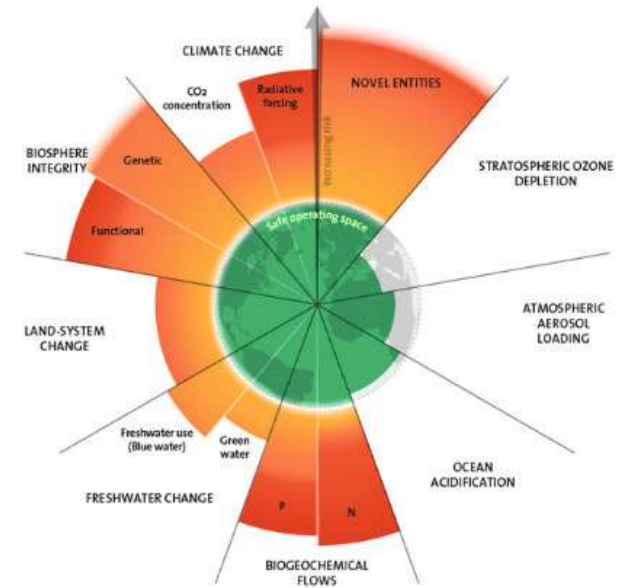 CLIMATE CHANGE
CO2
concentration
Radiative
forcing
NOVEL ENTITIES
Increasing risk
BIOSPHERE
INTEGRITY
Genetic
Functional
STRATOSPHERIC OZONE
DEPLETION
Safe operating space
ATMOSPHERIC
AEROSOL
LOADING
LAND-SYSTEM
CHANGE
Freshwater use
(Blue water)
Green
water
FRESHWATER CHANGE
OCEAN
ACIDIFICATION
P
N
BIOGEOCHEMICAL
FLOWS